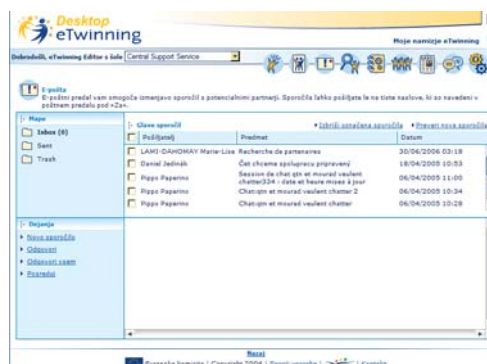 Desktop
eTwinning
Moje namizje eTwinning
Dobrodošli, eTwinning Editor s šole Central Support Service
E-pošta
E-poštni predal vam omogoča izmenjavo sporočil s potencialnimi partnerji. Sporočila lahko pošiljate le na tiste naslove, ki so navedeni v
poštnem predalu pod «Za».
Mape
Inbox (0)
Sent
Trash
Glave sporočil
Izbriši označena sporočila
Preveri nova sporočila
Pošiljatelj Predmet Datum
LAMI-DAHOMAY Marie-Lise Recherche de partenaires 30/06/2006 03:18
Daniel Jedinák Čet chceme spolupracu pripravený 18/04/2005 10:53
Pippo Paperino Session de chat qtn et mourad veulent
chatter334 - date et heure mises à jour 06/04/2005 11:00
Pippo Paperino Chat:qtn et mourad veulent chatter 2 06/04/2005 10:34
Pippo Paperino Chat:qtn et mourad veulent chatter 06/04/2005 10:28
Dejanja
Novo sporočilo
Odgovori
Odgovori vsem
Posreduj
Nazaj
Evropska komisija | Copyright 2004 | Pogoji uporabe | Kontakt